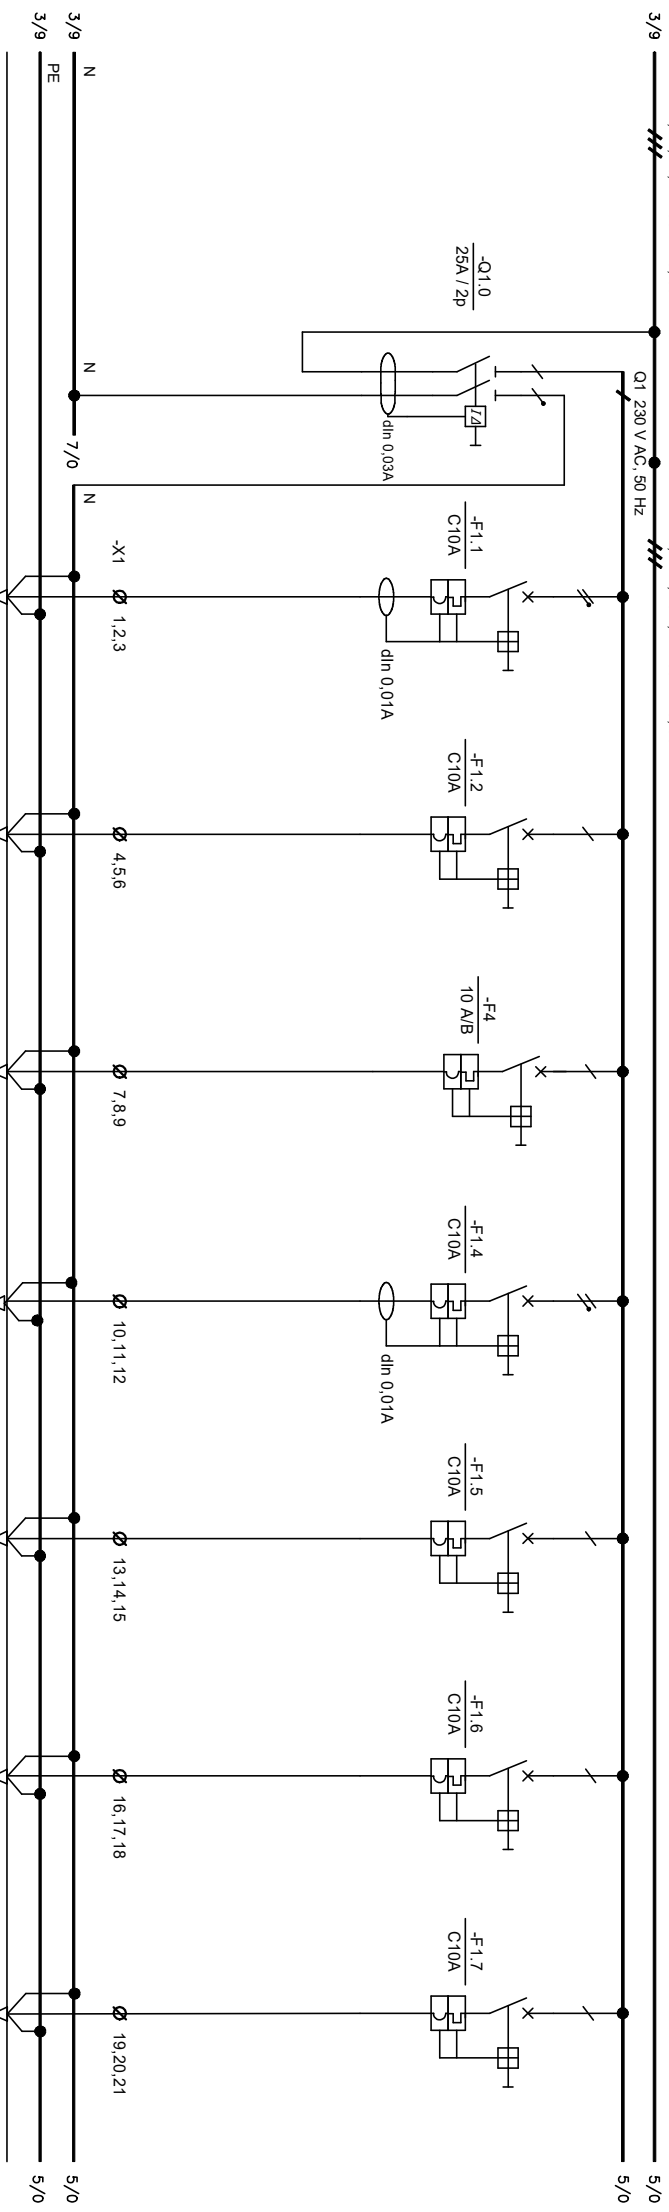 3/9
5/0
Q1 230 V AC, 50 Hz
5/0
-Q1.0
25A / 2p
dIn 0,03A
-F1.1
C10A
dIn 0,01A
-F1.2
C10A
-F4
10 A/B
-F1.4
C10A
dIn 0,01A
-F1.5
C10A
-F1.6
C10A
-F1.7
C10A
-X1
1,2,3
4,5,6
7,8,9
10,11,12
13,14,15
16,17,18
19,20,21
N
N
N
3/9
7/0
5/0
PE
3/9
5/0